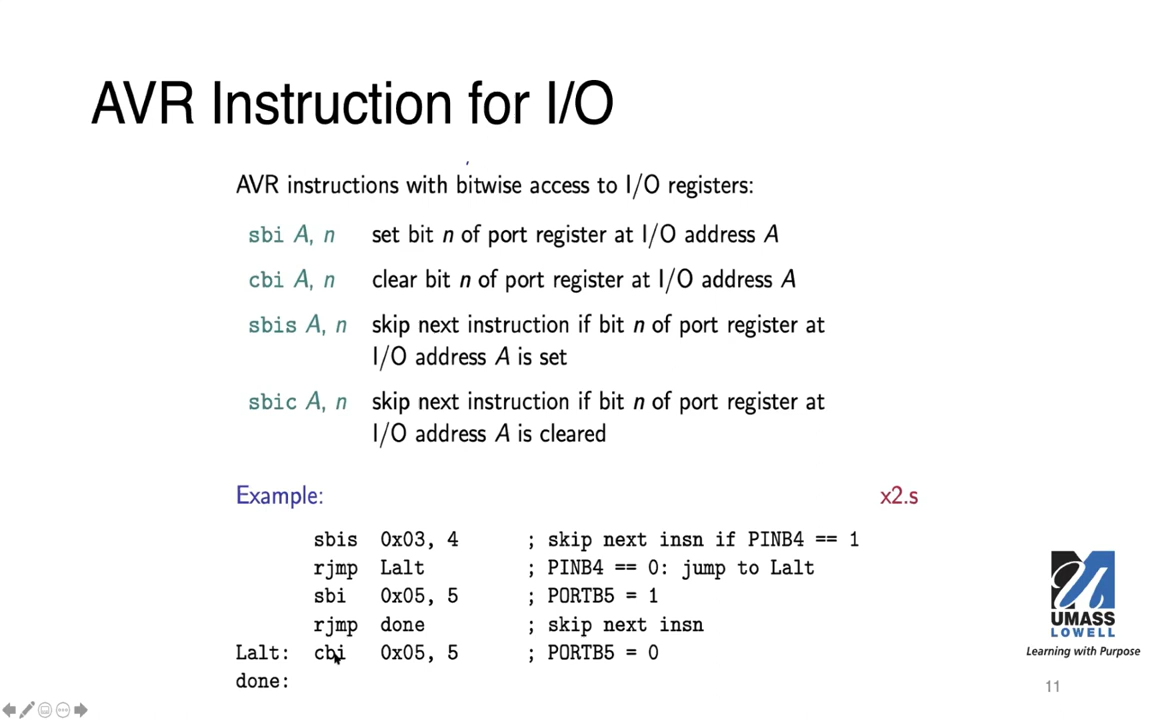 AVR Instruction for I/O
AVR instructions with bitwise access to I/O registers:
sbi A, n set bit n of port register at I/O address A
cbi A, n clear bit n of port register at I/O address A
sbis A, n skip next instruction if bit n of port register at
I/O address A is set
sbic A, n skip next instruction if bit n of port register at
I/O address A is cleared
Example: x2.s
sbis 0x03, 4 ; skip next insn if PINB4 == 1
rjmp Lalt ; PINB4 == 0: jump to Lalt
sbi 0x05, 5 ; PORTB5 = 1
rjmp done ; skip next insn
Lalt: cbi 0x05, 5 ; PORTB5 = 0
done:
UMASS
LOWELL
Learning with Purpose
11